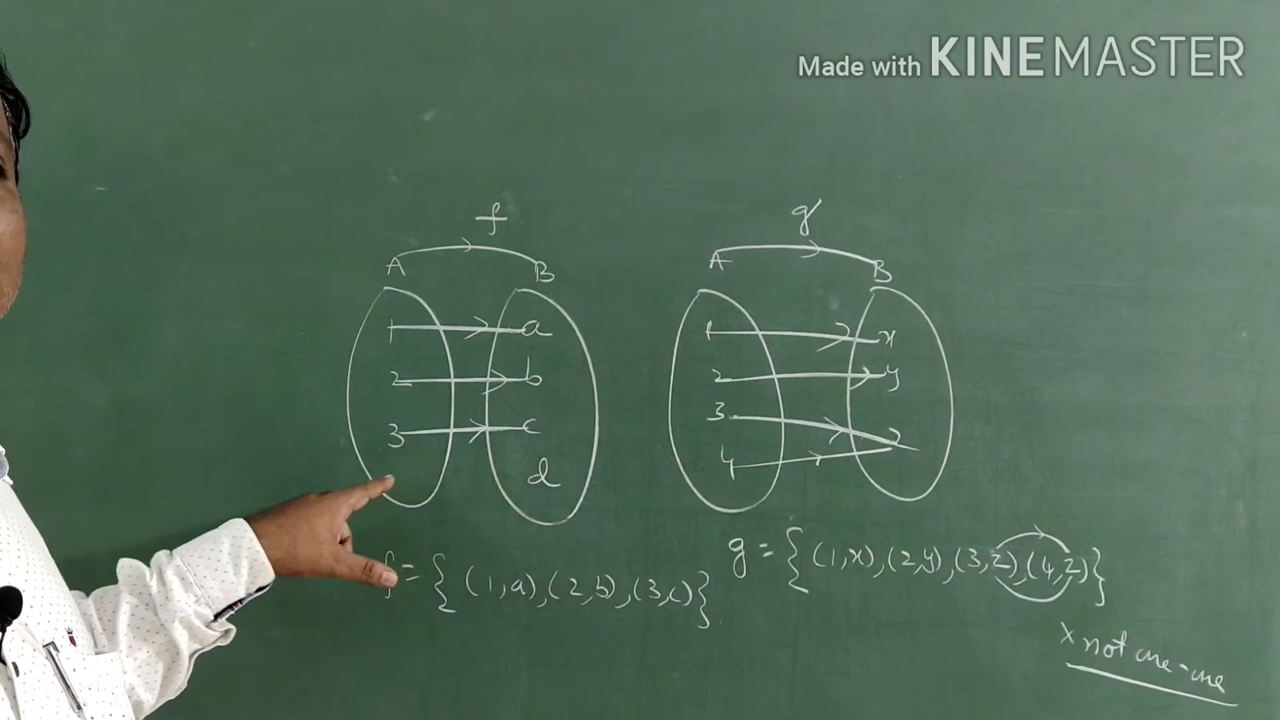 Made with KINEMASTER
f
A B
1 a
2 b
3 c
d
f = { (1,a),(2,b),(3,c)}
g
A B
1 x
2 y
3 z
4
g = { (1,x),(2,y),(3,z),(4,z)}
x not one-one